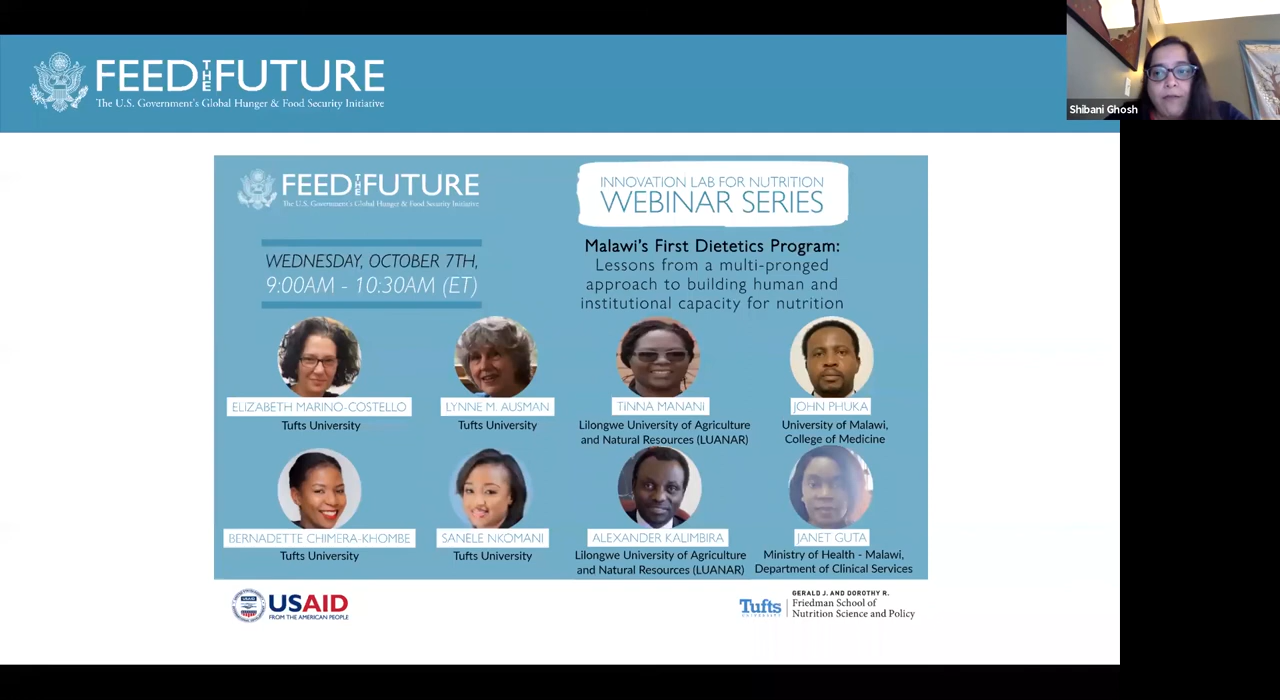 FEED THE FUTURE
The U.S. Government's Global Hunger & Food Security Initiative
Shibani Ghosh
FEED THE FUTURE
The U.S. Government's Global Hunger & Food Security Initiative
INNOVATION LAB FOR NUTRITION
WEBINAR SERIES
WEDNESDAY, OCTOBER 7TH,
9:00AM - 10:30AM (ET)
Malawi's First Dietetics Program:
Lessons from a multi-pronged
approach to building human and
institutional capacity for nutrition
ELIZABETH MARINO-COSTELLO
Tufts University
LYNNE M. AUSMAN
Tufts University
TINNA MANANI
Lilongwe University of Agriculture
and Natural Resources (LUANAR)
JOHN PHUKA
University of Malawi,
College of Medicine
BERNADETTE CHIMERA-KHOMBE
Tufts University
SANELE NKOMANI
Tufts University
ALEXANDER KALIMBIRA
Lilongwe University of Agriculture
and Natural Resources (LUANAR)
JANET GUTA
Ministry of Health - Malawi,
Department of Clinical Services
USAID
FROM THE AMERICAN PEOPLE
Tufts
UNIVERSITY
GERALD J. AND DOROTHY R.
Friedman School of
Nutrition Science and Policy